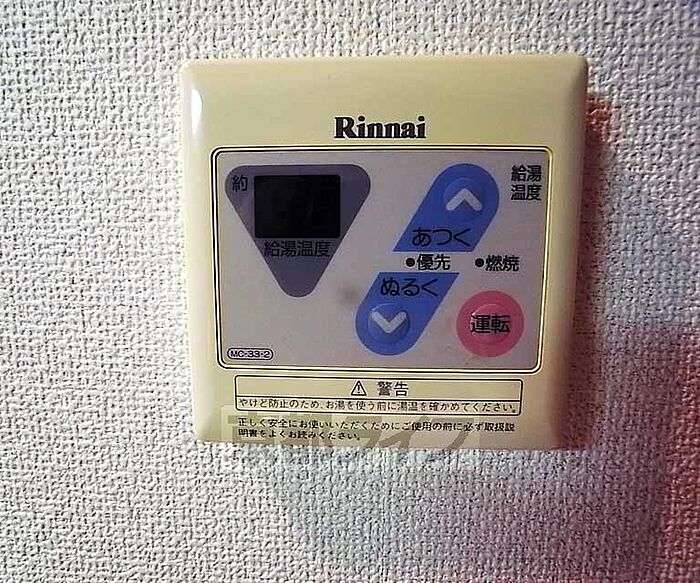 Rinnai
約
給湯温度
給湯
温度
あつく
●優先 ●燃焼
ぬるく
運転
MC-33-2
⚠ 警告
やけど防止のため、お湯を使う前に湯温を確かめてください。
正しく安全にお使いいただくためにご使用の前に必ず取扱説
明書をよくお読みください。